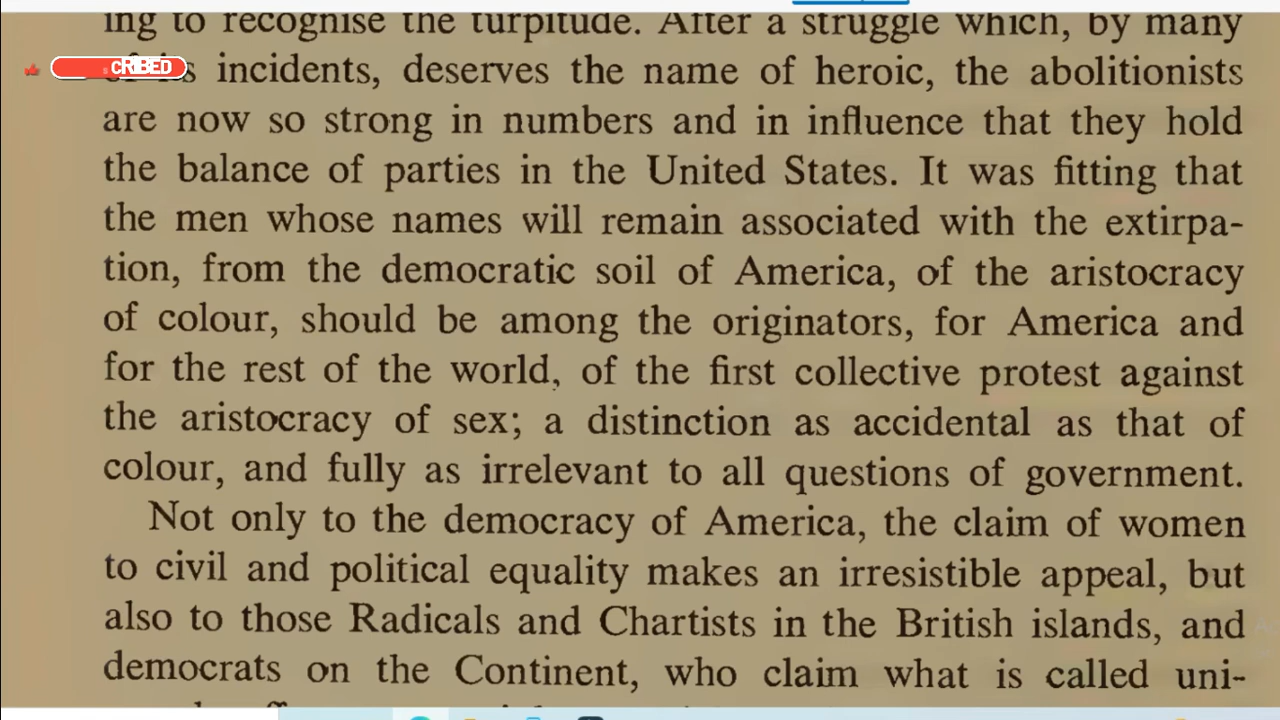 ing to recognise the turpitude. After a struggle which, by many
incidents, deserves the name of heroic, the abolitionists
are now so strong in numbers and in influence that they hold
the balance of parties in the United States. It was fitting that
the men whose names will remain associated with the extirpa-
tion, from the democratic soil of America, of the aristocracy
of colour, should be among the originators, for America and
for the rest of the world, of the first collective protest against
the aristocracy of sex; a distinction as accidental as that of
colour, and fully as irrelevant to all questions of government.
Not only to the democracy of America, the claim of women
to civil and political equality makes an irresistible appeal, but
also to those Radicals and Chartists in the British islands, and
democrats on the Continent, who claim what is called uni-